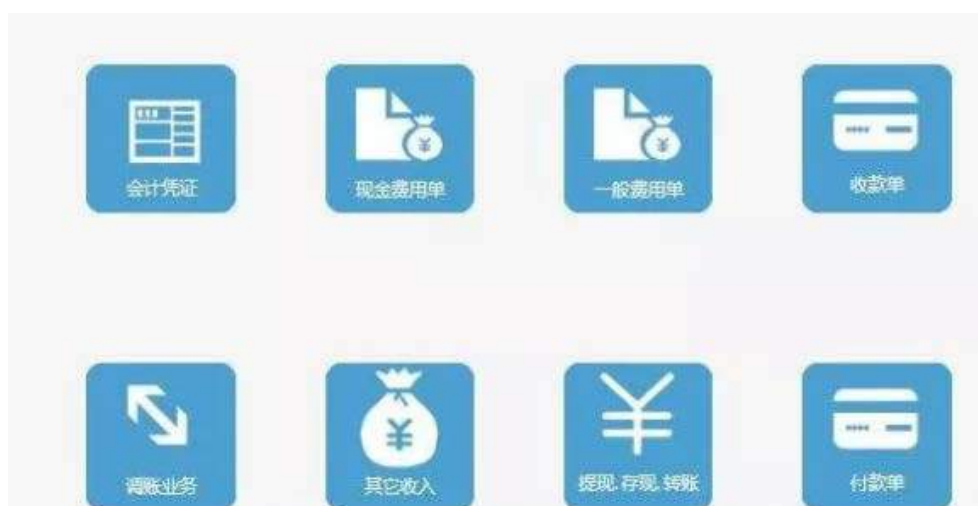 会计凭证
现金费用单
一般费用单
收款单
调账业务
其它收入
提现.存现.转账
付款单